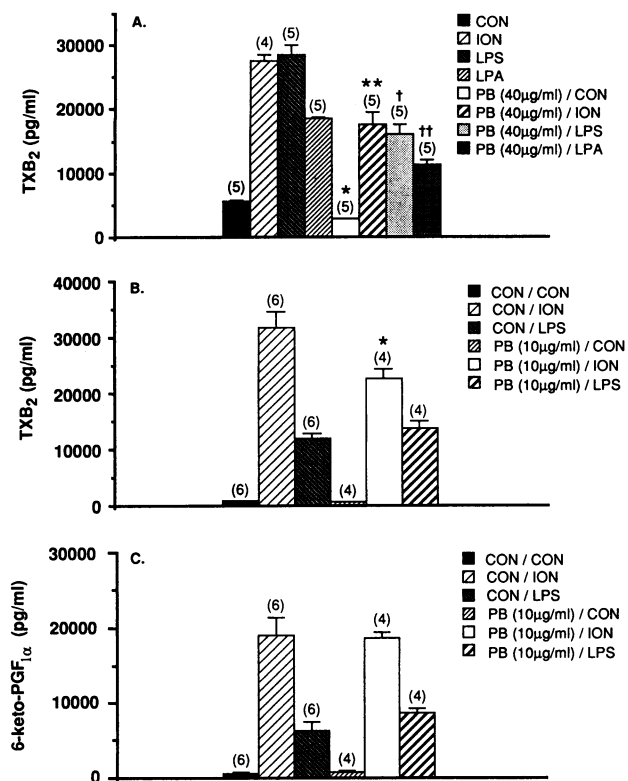 A.
TXB2 (pg/ml)
30000
20000
10000
0
(5)
(4)
(5)
(5)
*
(5)
**
(5)
†
(5)
††
(5)
CON
ION
LPS
LPA
PB (40µg/ml) / CON
PB (40µg/ml) / ION
PB (40µg/ml) / LPS
PB (40µg/ml) / LPA
B.
TXB2 (pg/ml)
40000
30000
20000
10000
0
(6)
(6)
(6)
(4)
*
(4)
(4)
CON / CON
CON / ION
CON / LPS
PB (10µg/ml) / CON
PB (10µg/ml) / ION
PB (10µg/ml) / LPS
C.
6-keto-PGF1α (pg/ml)
30000
20000
10000
0
(6)
(6)
(6)
(4)
(4)
(4)
CON / CON
CON / ION
CON / LPS
PB (10µg/ml) / CON
PB (10µg/ml) / ION
PB (10µg/ml) / LPS